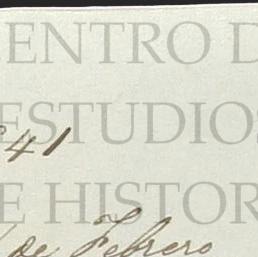 ENTRO D
ESTUDIOS
41
E HISTOR
de Febrero